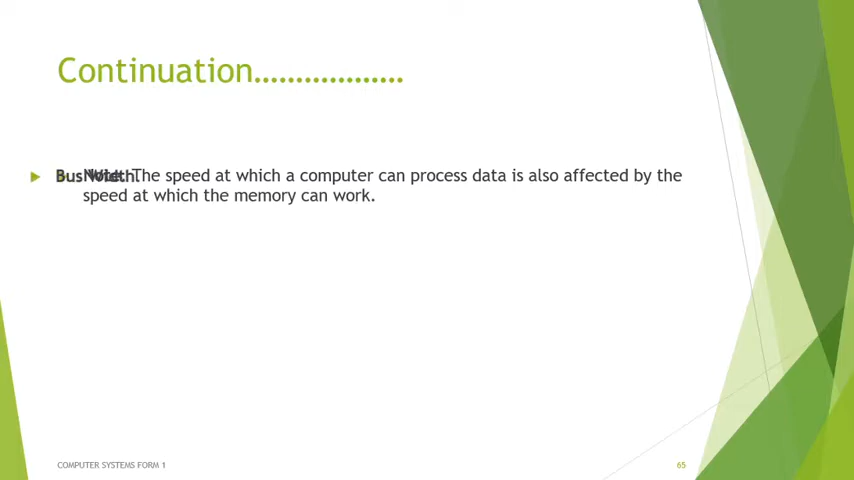 Continuation………………
Bus Width.
Note. The speed at which a computer can process data is also affected by the
speed at which the memory can work.
COMPUTER SYSTEMS FORM 1
65